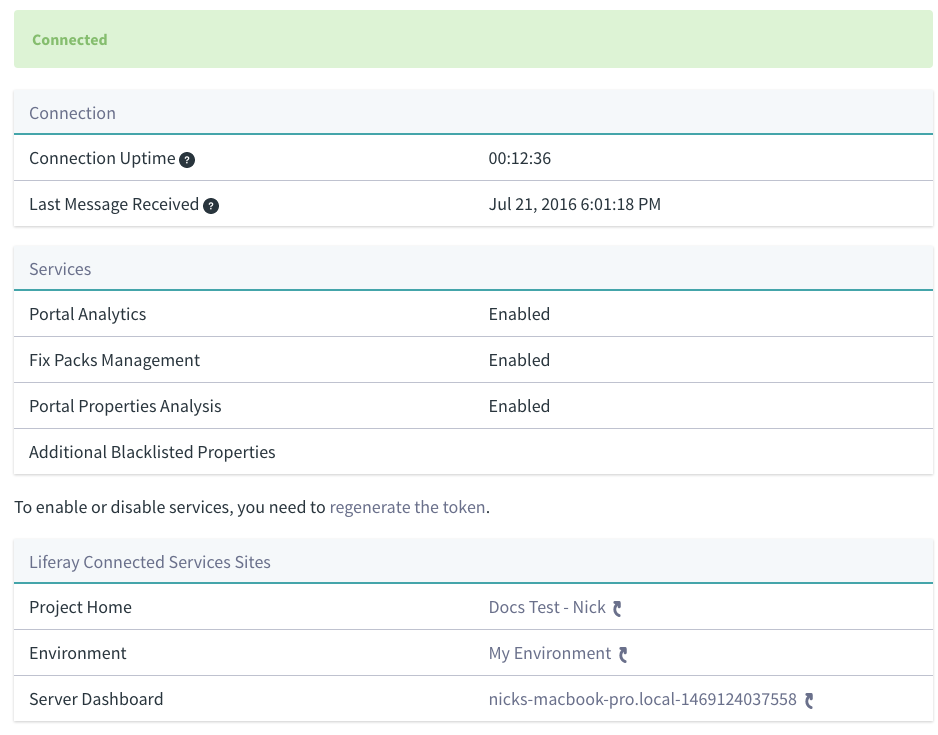 Connected
Connection
Connection Uptime ? 00:12:36
Last Message Received ? Jul 21, 2016 6:01:18 PM
Services
Portal Analytics Enabled
Fix Packs Management Enabled
Portal Properties Analysis Enabled
Additional Blacklisted Properties
To enable or disable services, you need to regenerate the token.
Liferay Connected Services Sites
Project Home Docs Test - Nick
Environment My Environment
Server Dashboard nicks-macbook-pro.local-1469124037558